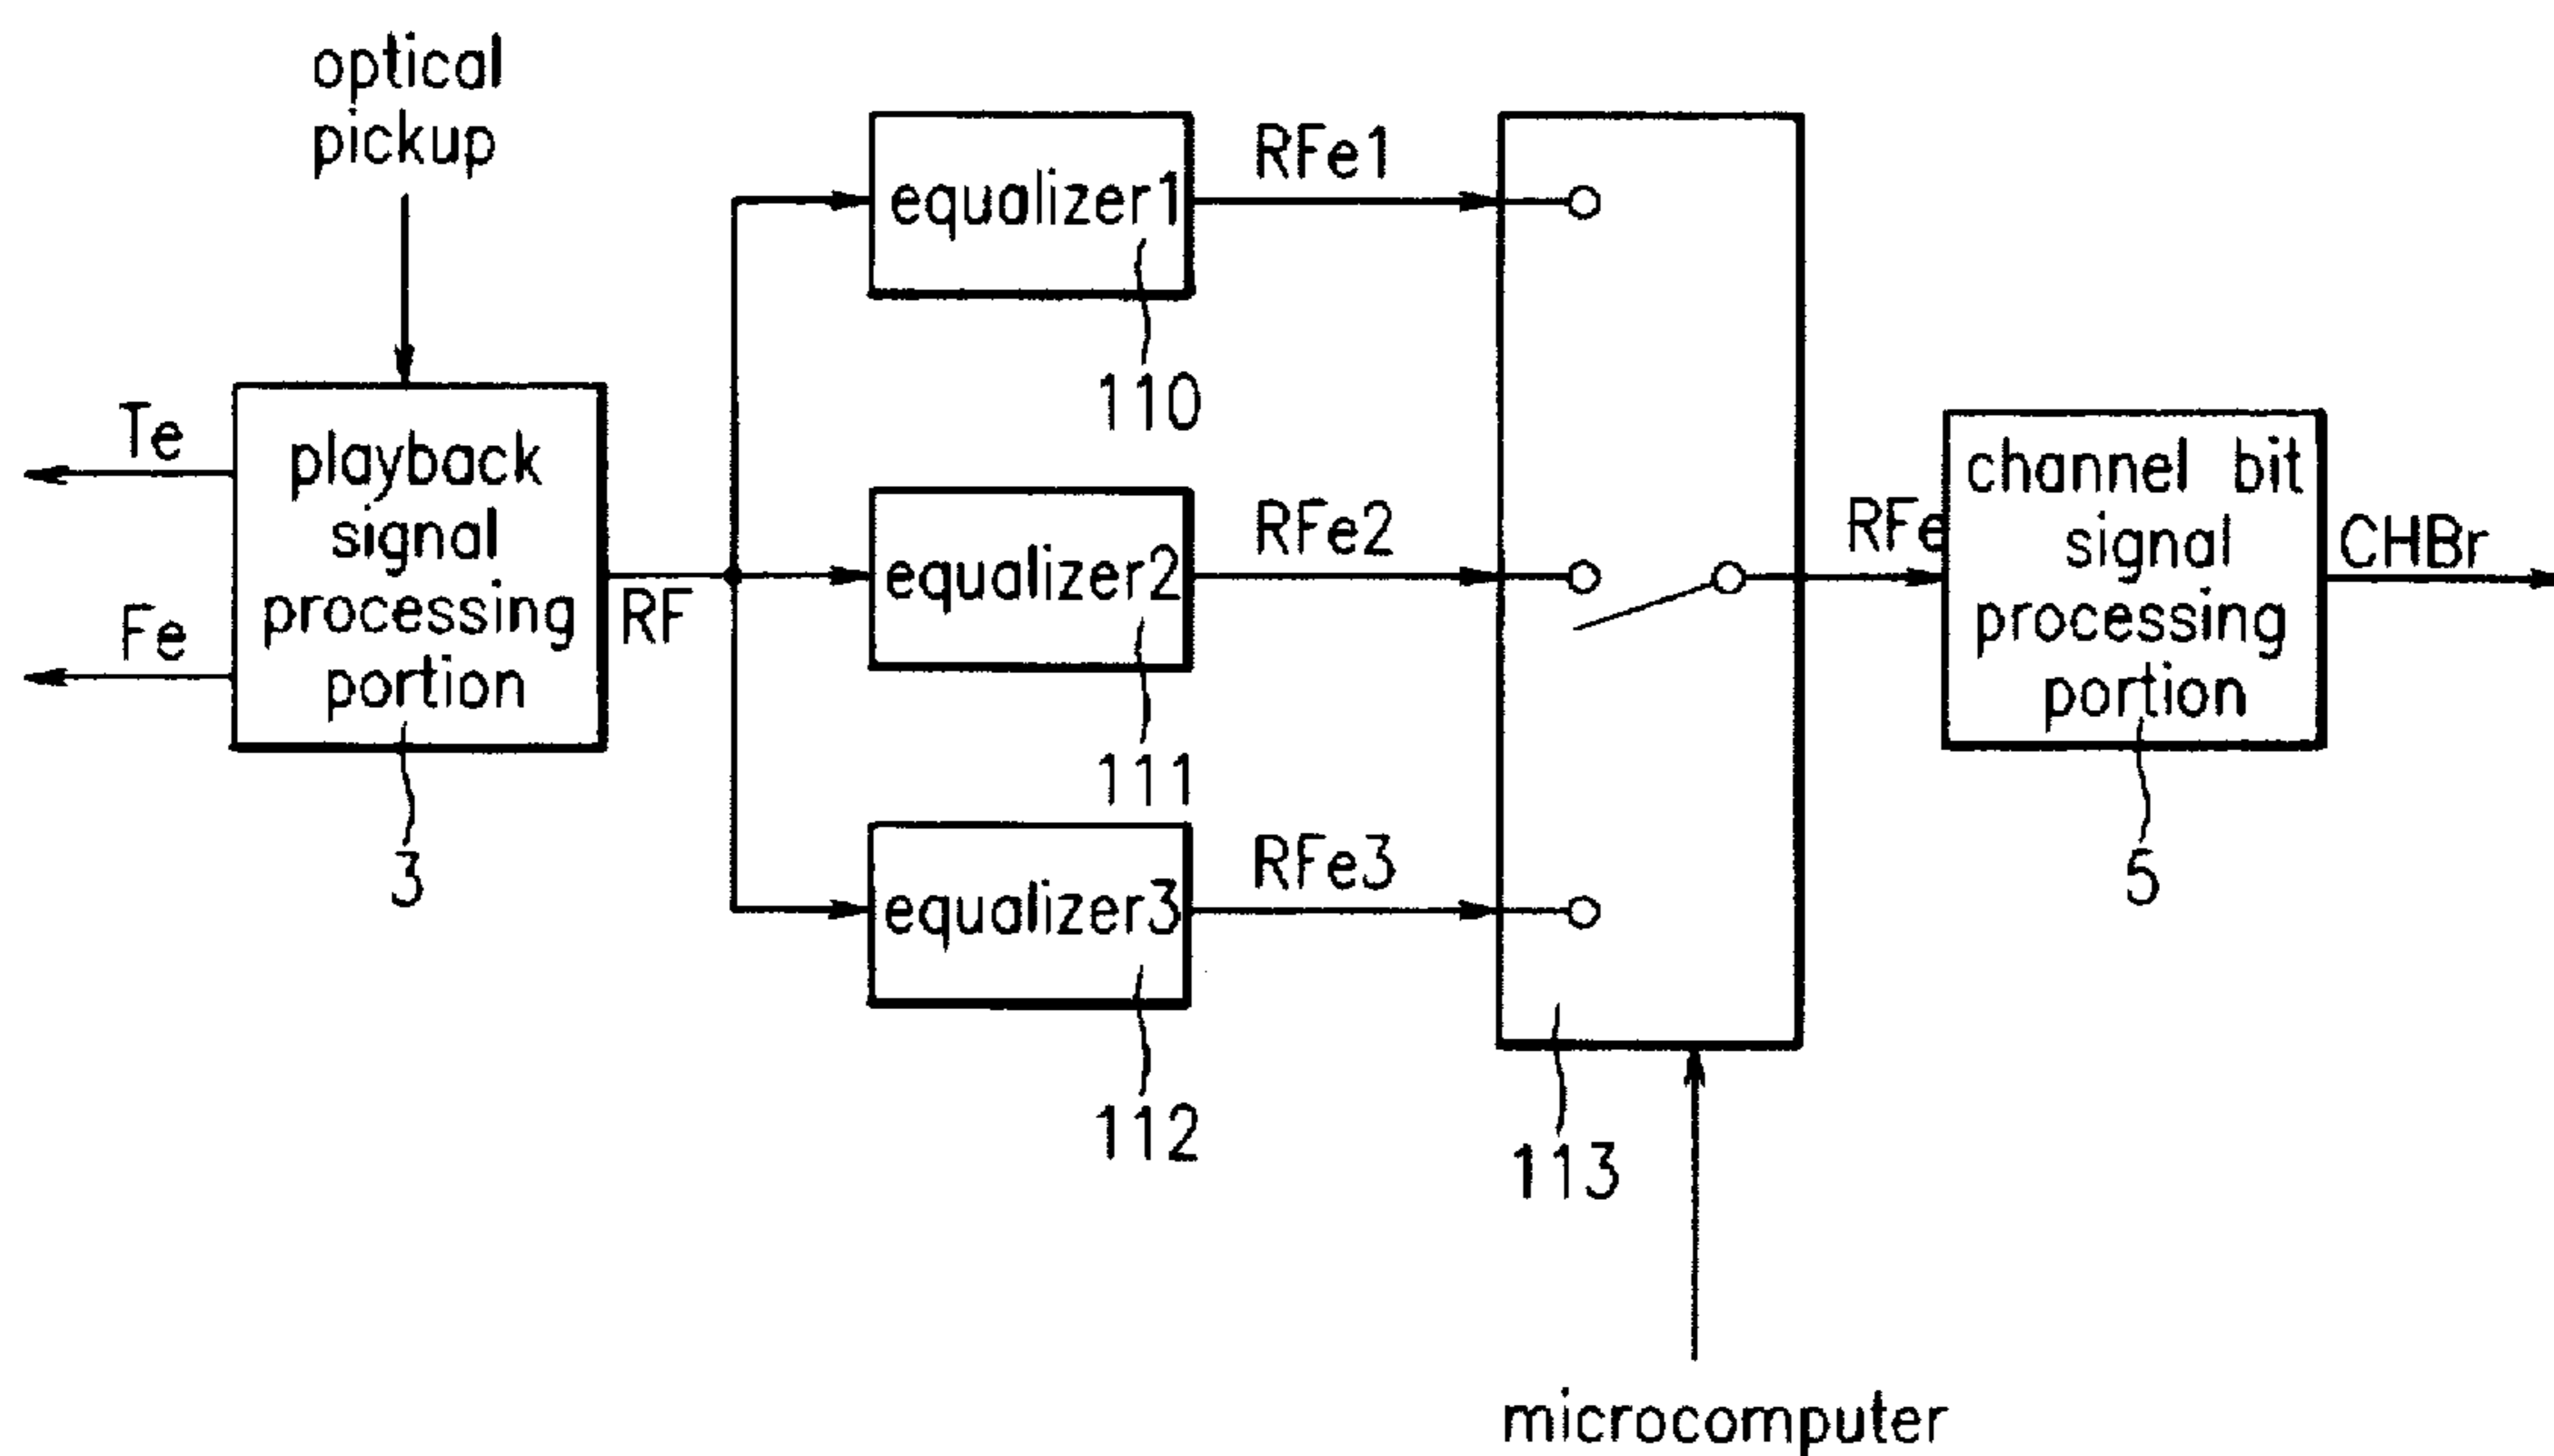 optical
pickup
Te
Fe
playback
signal
processing
portion
3
RF
equalizer1
110
RFe1
equalizer2
111
RFe2
equalizer3
112
RFe3
113
microcomputer
RFe
channel bit
signal
processing
portion
5
CHBr